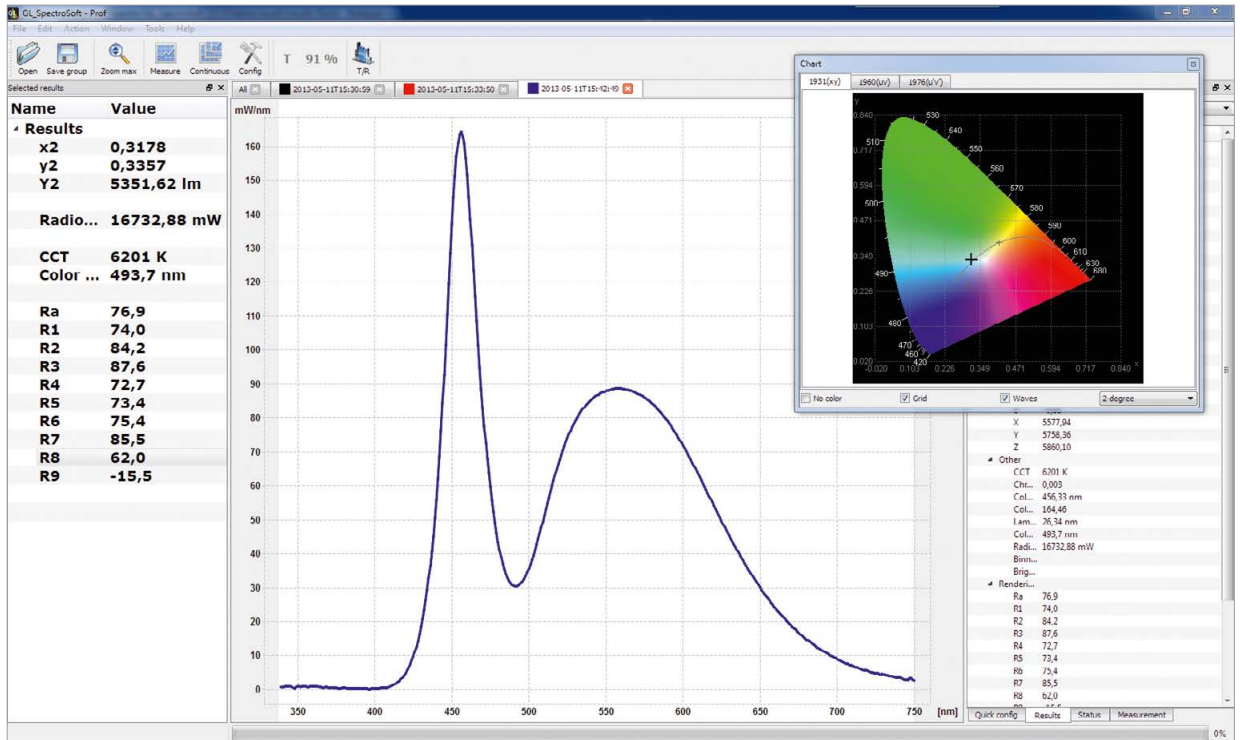 GL_SpectroSoft - Prof
File Edit Action Window Tools Help
T 91 %
Open Save group Zoom max Measure Continuous Config T/R
Selected results
All 2013-05-11T15:30:59 2013-05-11T15:33:50 2013-05-11T15:42:49
Name Value
Results
x2 0,3178
y2 0,3357
Y2 5351,62 lm
Radio... 16732,88 mW
CCT 6201 K
Color ... 493,7 nm
Ra 76,9
R1 74,0
R2 84,2
R3 87,6
R4 72,7
R5 73,4
R6 75,4
R7 85,5
R8 62,0
R9 -15,5
mW/nm
160
150
140
130
120
110
100
90
80
70
60
50
40
30
20
10
0
350 400 450 500 550 600 650 700 750 [nm]
Chart
1931(xy) 1960(uv) 1976(u'v')
Y
0.840
0.717
0.594
0.471
0.340
0.226
0.103
0.020
-0.020 0.103 0.226 0.349 0.471 0.594 0.717 0.840 x
530
540
550
560
570
580
590
600
610
630
680
510
500
490
480
470
460
420
No color Grid Waves 2-degree
X 5577,94
Y 5758,36
Z 5860,10
Other
CCT 6201 K
Chr... 0,003
Col... 456,33 nm
Col... 164,46
Lam... 26,34 nm
Col... 493,7 nm
Radi... 16732,88 mW
Binn...
Brig...
Renderi...
Ra 76,9
R1 74,0
R2 84,2
R3 87,6
R4 72,7
R5 73,4
R6 75,4
R7 85,5
R8 62,0
Quick config Results Status Measurement
0%